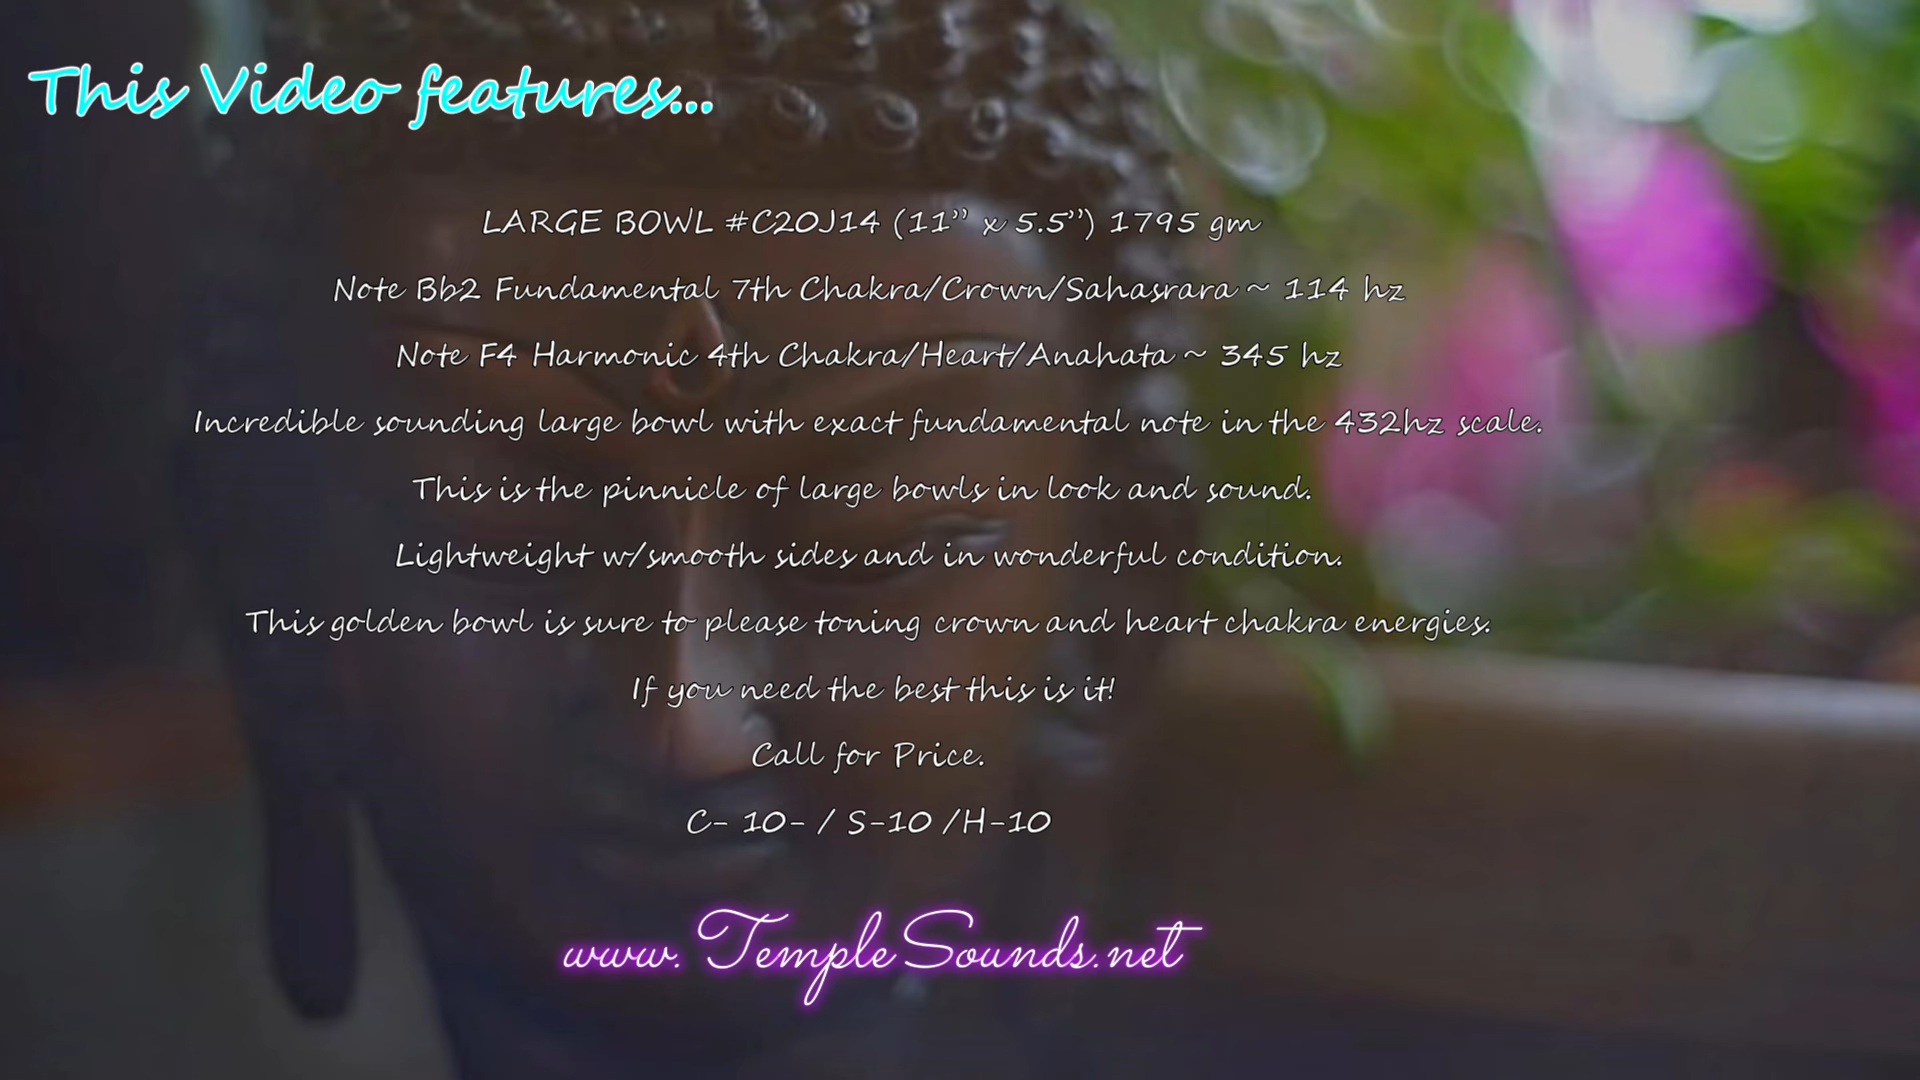 This Video features...
LARGE BOWL #C20J14 (11” x 5.5”) 1795 gm
Note Bb2 Fundamental 7th Chakra/Crown/Sahasrara ~ 114 hz
Note F4 Harmonic 4th Chakra/Heart/Anahata ~ 345 hz
Incredible sounding large bowl with exact fundamental note in the 432hz scale.
This is the pinnicle of large bowls in look and sound.
Lightweight w/smooth sides and in wonderful condition.
This golden bowl is sure to please toning crown and heart chakra energies.
If you need the best this is it!
Call for Price.
C- 10- / S-10 /H-10
www.TempleSounds.net